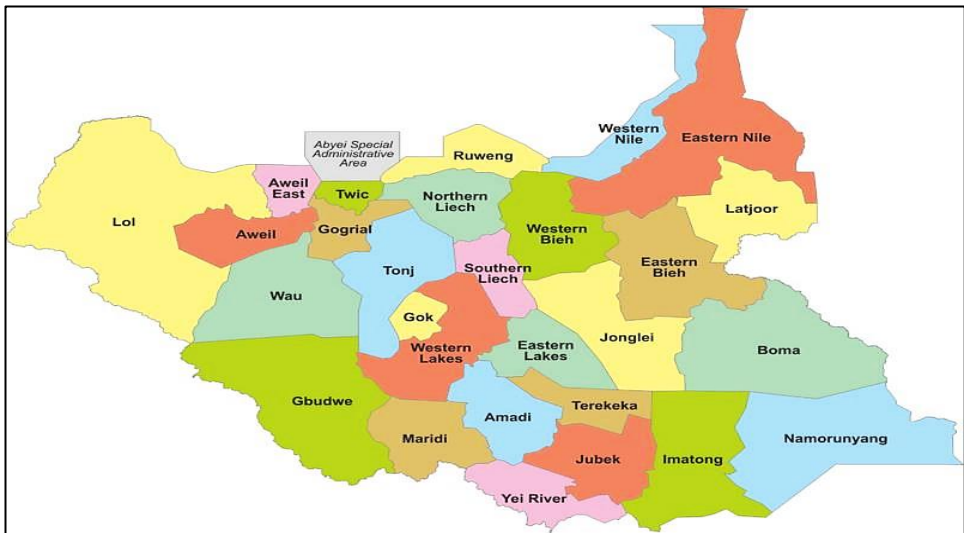 Western
Nile
Eastern Nile
Abyei Special
Administrative
Area
Ruweng
Aweil
East
Twic
Northern
Liech
Latjoor
Lol
Aweil
Gogrial
Western
Bieh
Tonj
Southern
Liech
Eastern
Bieh
Wau
Gok
Western
Lakes
Eastern
Lakes
Jonglei
Boma
Gbudwe
Terekeka
Amadi
Maridi
Namorunyang
Jubek
Imatong
Yei River